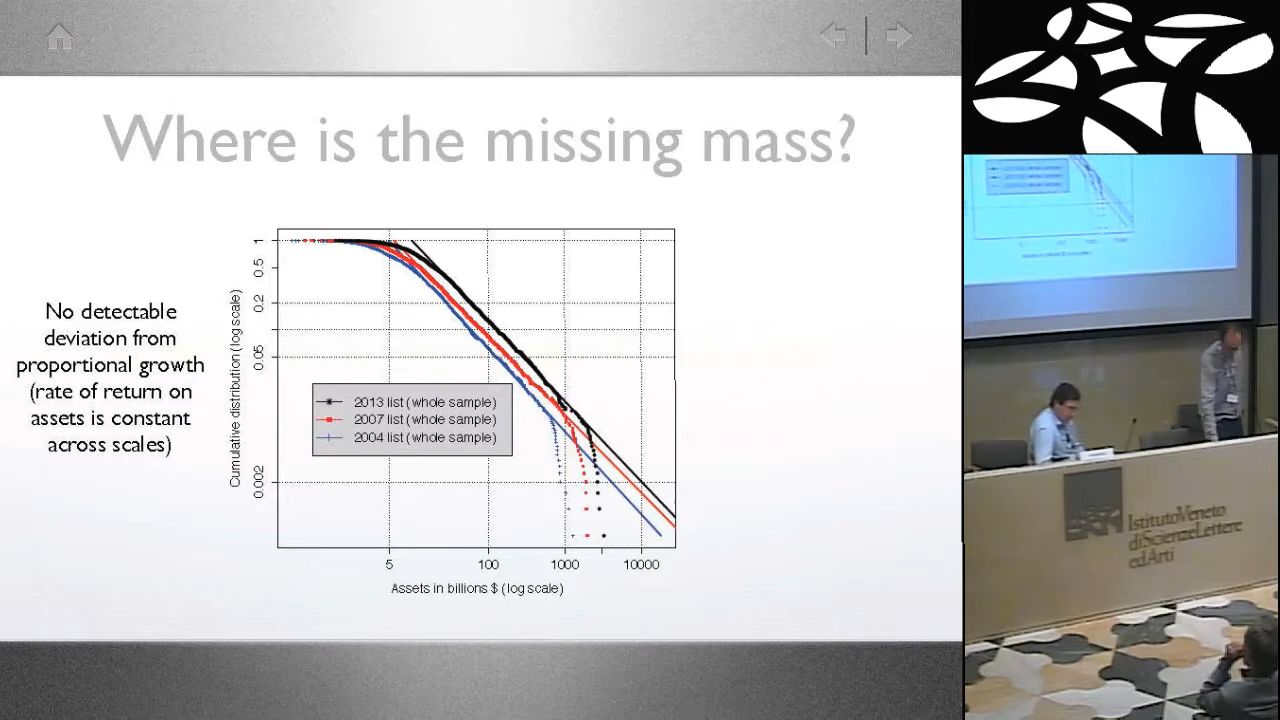 Where is the missing mass?
No detectable
deviation from
proportional growth
(rate of return on
assets is constant
across scales)
Cumulative distribution (log scale)
1
0.5
0.2
0.05
0.002
2013 list (whole sample)
2007 list (whole sample)
2004 list (whole sample)
5
100
1000
10000
Assets in billions $ (log scale)
IstitutoVeneto
diScienzeLettere
edArti